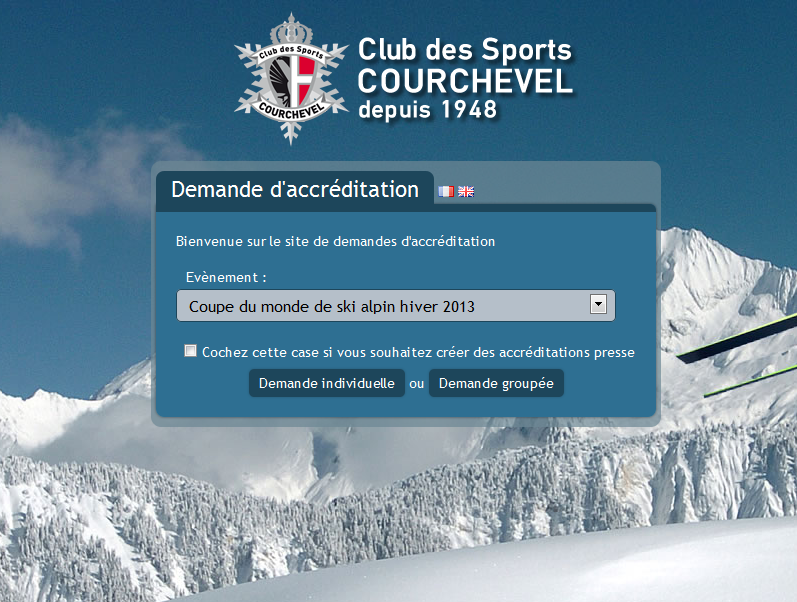 Club des Sports
COURCHEVEL
Club des Sports
COURCHEVEL
depuis 1948
Demande d'accréditation
Bienvenue sur le site de demandes d'accréditation
Evènement :
Coupe du monde de ski alpin hiver 2013
Cochez cette case si vous souhaitez créer des accréditations presse
Demande individuelle ou Demande groupée